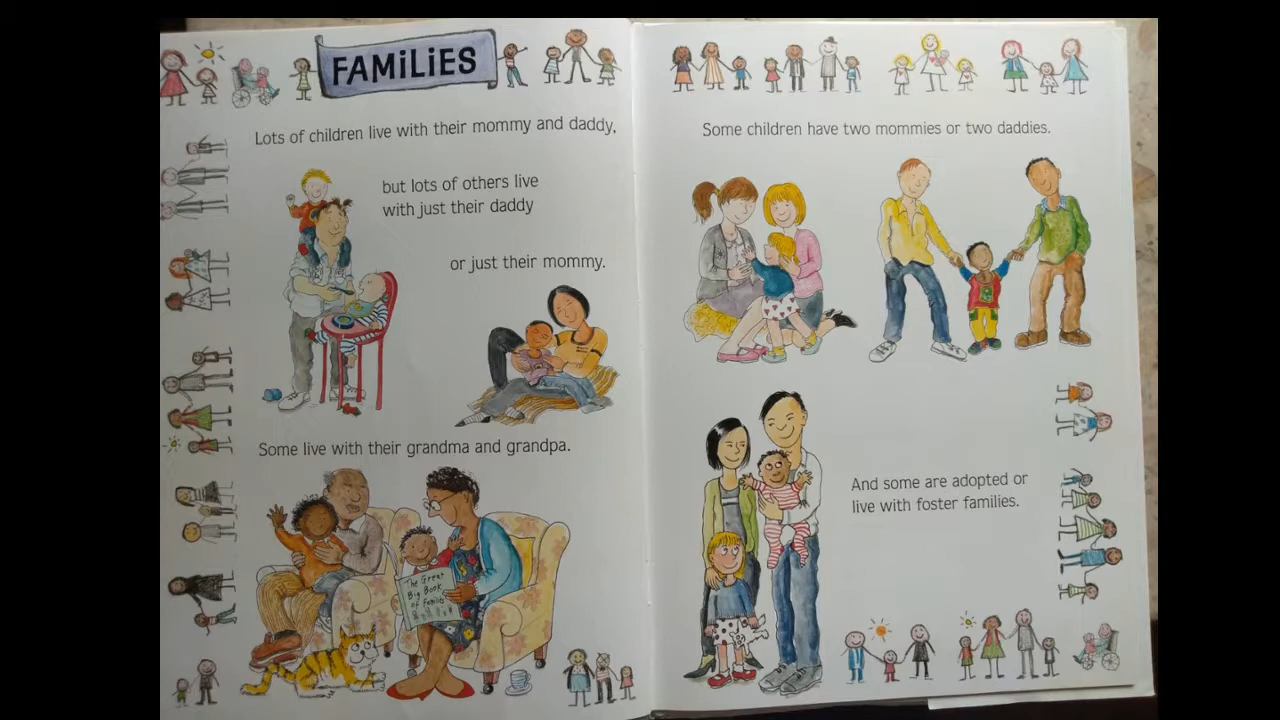 FAMiLiES
Lots of children live with their mommy and daddy,
but lots of others live
with just their daddy
or just their mommy.
Some live with their grandma and grandpa.
The Great
Big Book
of Families
Some children have two mommies or two daddies.
And some are adopted or
live with foster families.